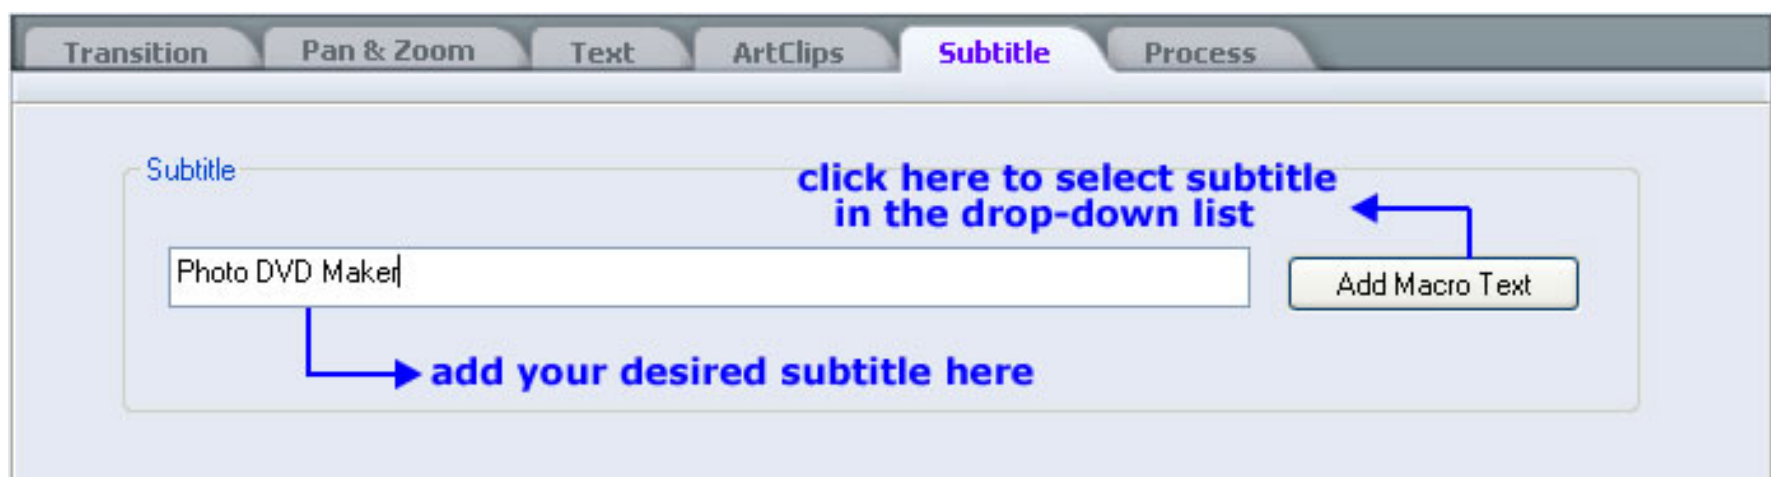 Transition Pan & Zoom Text ArtClips Subtitle Process
Subtitle
click here to select subtitle
in the drop-down list
Photo DVD Maker
Add Macro Text
add your desired subtitle here